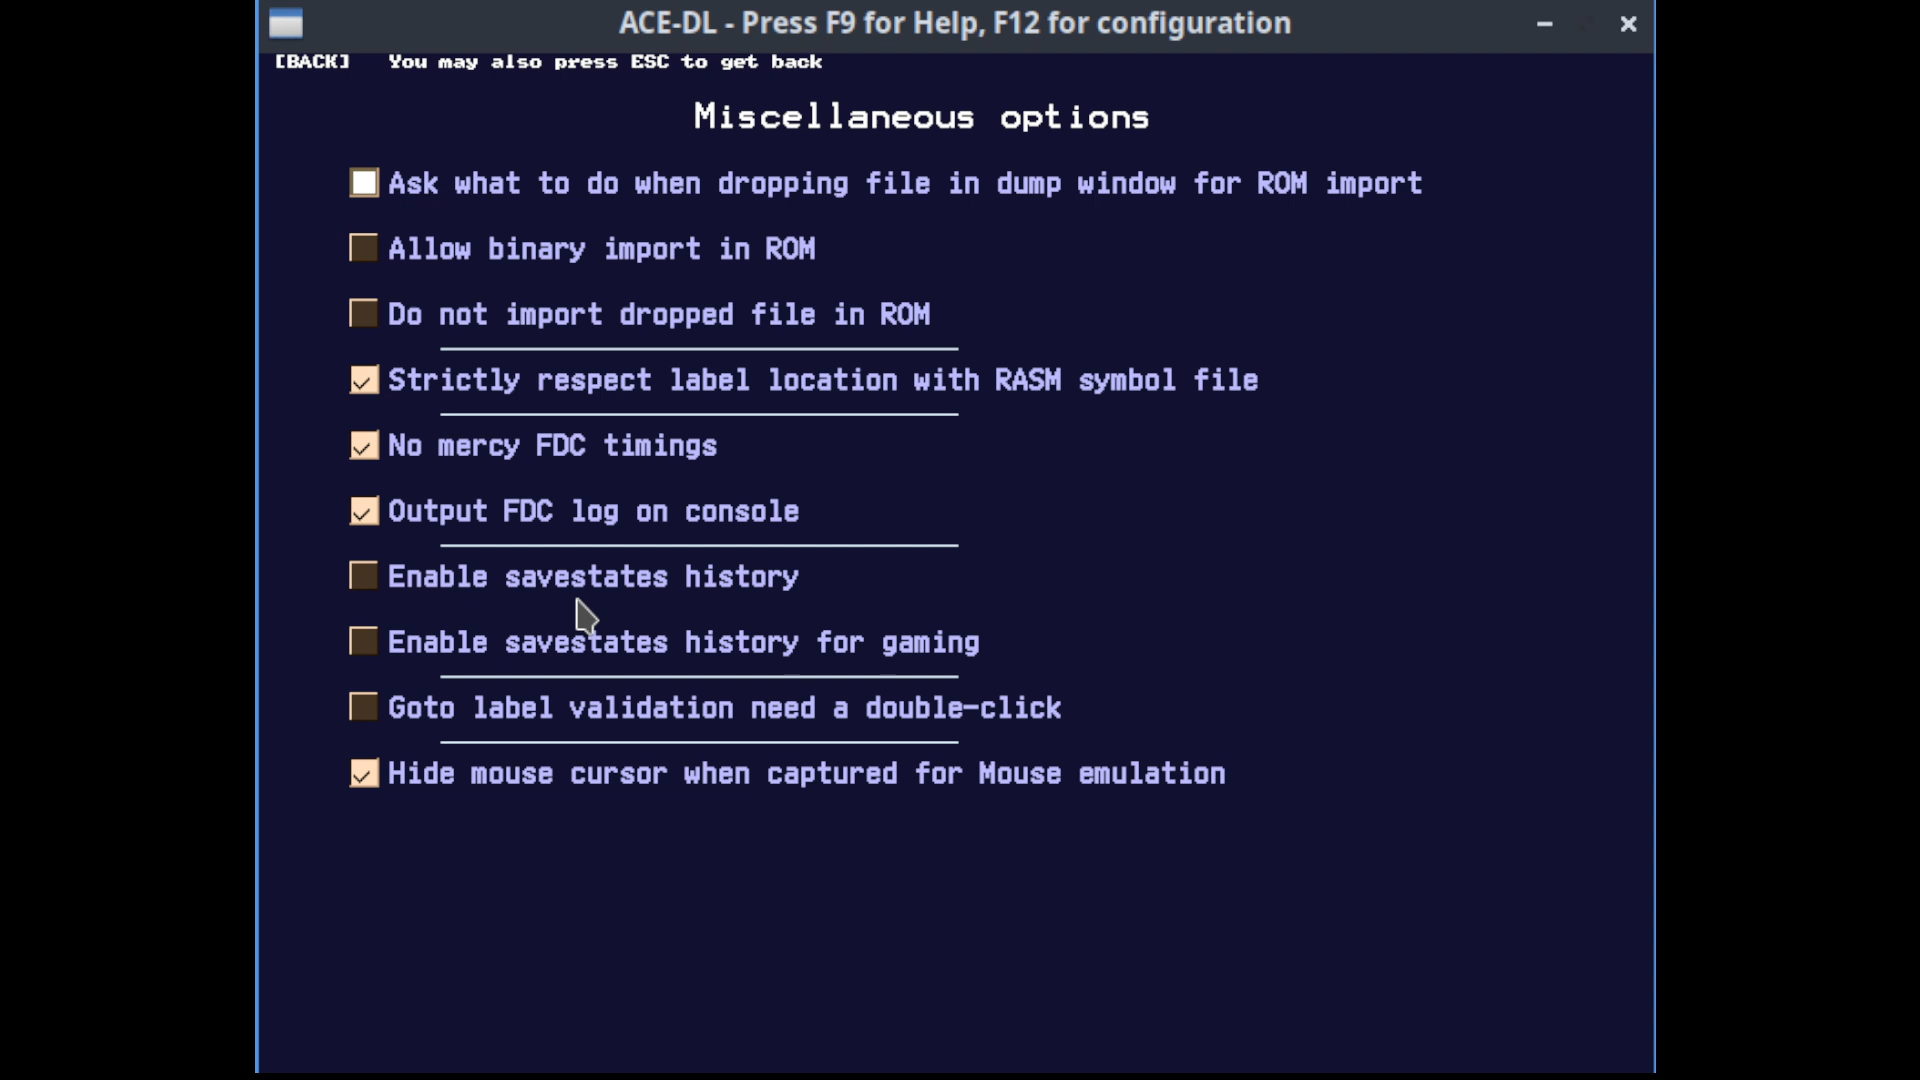 ACE-DL - Press F9 for Help, F12 for configuration
[BACK] You may also press ESC to get back
Miscellaneous options
Ask what to do when dropping file in dump window for ROM import
Allow binary import in ROM
Do not import dropped file in ROM
Strictly respect label location with RASM symbol file
No mercy FDC timings
Output FDC log on console
Enable savestates history
Enable savestates history for gaming
Goto label validation need a double-click
Hide mouse cursor when captured for Mouse emulation